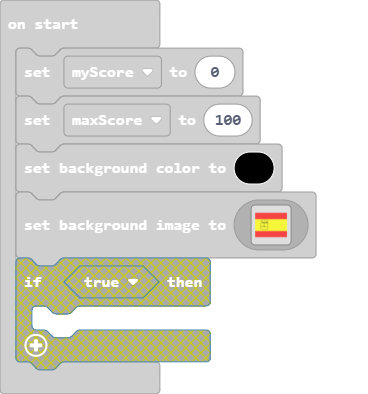 on start
set myScore to 0
set maxScore to 100
set background color to
set background image to
if true then